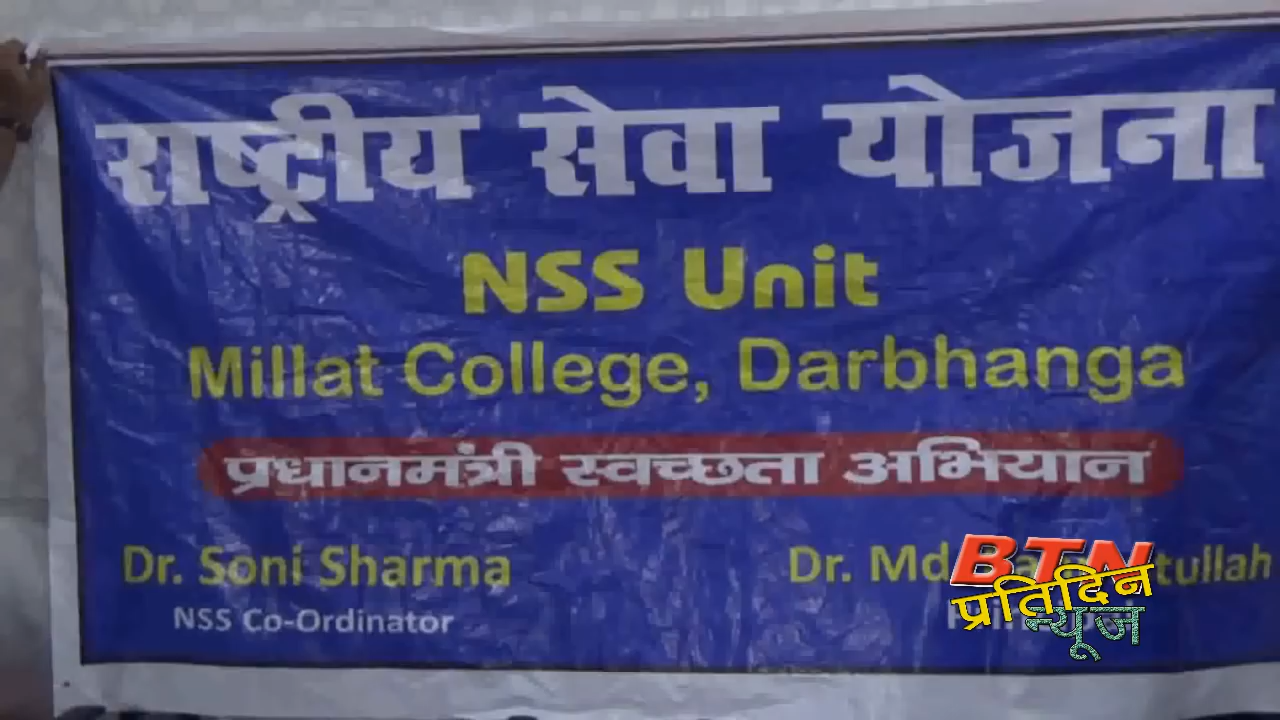 राष्ट्रीय सेवा योजना
NSS Unit
Millat College, Darbhanga
प्रधानमंत्री स्वच्छता अभियान
Dr. Soni Sharma
NSS Co-Ordinator
Dr. Md
BTN
प्रतिदिन
न्यूज